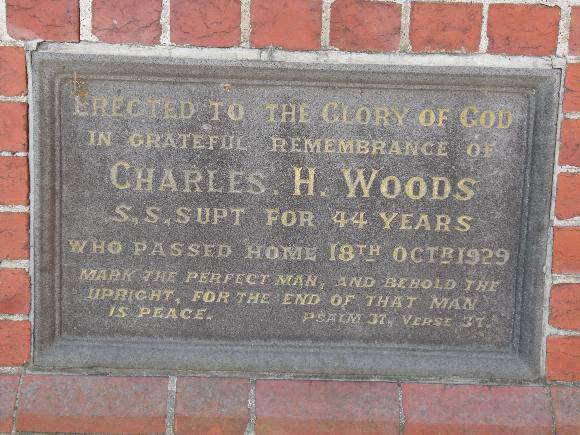 ERECTED TO THE GLORY OF GOD
IN GRATEFUL REMEMBRANCE OF
CHARLES. H. WOODS
S,S,SUPT FOR 44 YEARS
WHO PASSED HOME 18TH OCTBR 1929
MARK THE PERFECT MAN, AND BEHOLD THE
UPRIGHT, FOR THE END OF THAT MAN
IS PEACE. PSALM 37, VERSE 37.